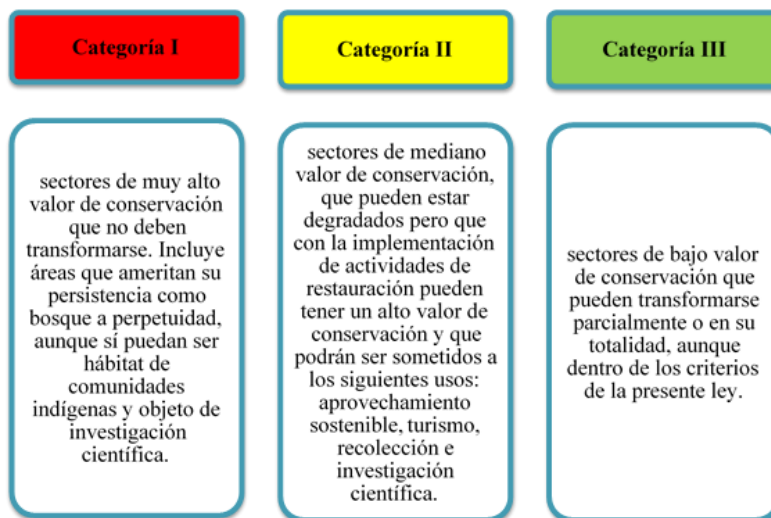 Categoría I
sectores de muy alto
valor de conservación
que no deben
transformarse. Incluye
áreas que ameritan su
persistencia como
bosque a perpetuidad,
aunque sí puedan ser
hábitat de
comunidades
indígenas y objeto de
investigación
científica.
Categoría II
sectores de mediano
valor de conservación,
que pueden estar
degradados pero que
con la implementación
de actividades de
restauración pueden
tener un alto valor de
conservación y que
podrán ser sometidos a
los siguientes usos:
aprovechamiento
sostenible, turismo,
recolección e
investigación
científica.
Categoría III
sectores de bajo valor
de conservación que
pueden transformarse
parcialmente o en su
totalidad, aunque
dentro de los criterios
de la presente ley.